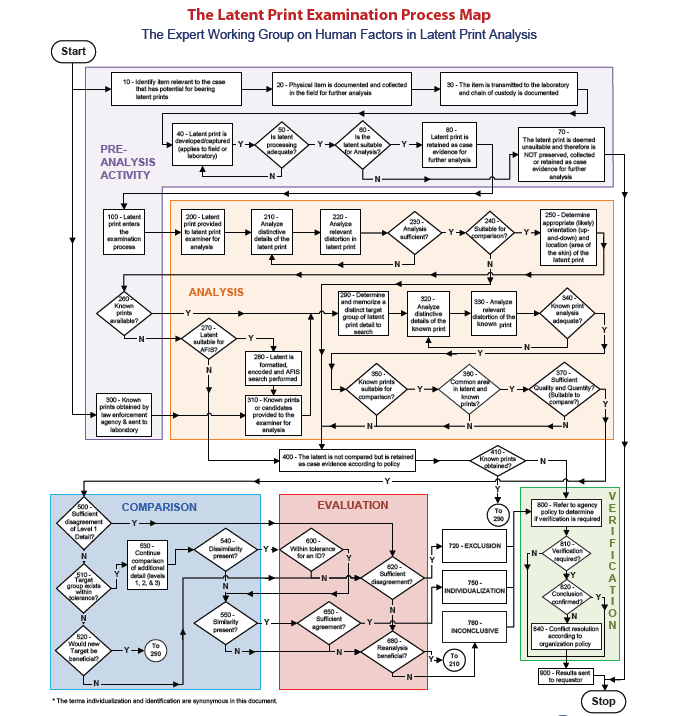 The Latent Print Examination Process Map
The Expert Working Group on Human Factors in Latent Print Analysis
Start
10 - Identify item relevant to the case
that has potential for bearing
latent prints
20 - Physical item is documented and collected
in the field for further analysis
30 - The item is transmitted to the laboratory
and chain of custody is documented
PRE-
ANALYSIS
ACTIVITY
40 - Latent print is
developed/captured
(applies to field or
laboratory)
Y
50 -
Is latent
processing
adequate?
N
Y
60 -
Is the
latent suitable
for Analysis?
Y
N
80 -
Latent print is
retained as case
evidence for
further analysis
70 -
The latent print is deemed
unsuitable and therefore is
NOT preserved, collected
or retained as case
evidence for further
analysis
100 - Latent
print enters
the
examination
process
200 - Latent
print provided
to latent print
examiner for
analysis
210 -
Analyze
distinctive
details of the
latent print
220 -
Analyze
relevant
distortion in
latent print
230 -
Analysis
sufficient?
Y
N
240 -
Suitable for
comparison?
Y
N
250 - Determine
appropriate (likely)
orientation (up-
and-down) and
location (area of
the skin) of the
latent print
ANALYSIS
260 -
Known
prints
available?
Y
N
270 -
Latent
suitable for
AFIS?
Y
N
280 - Latent is
formatted,
encoded and AFIS
search performed
290 - Determine
and memorize a
distinct target
group of latent
print detail to
search
320 -
Analyze
distinctive
details of the
known print
330 - Analyze
relevant
distortion of the
known print
340 -
Known print
analysis
adequate?
Y
N
Y
300 - Known
prints obtained by
law enforcement
agency & sent to
laboratory
310 - Known prints
or candidates
provided to the
examiner for
analysis
350 -
Known prints
suitable for
comparison?
Y
N
360 -
Common area
in latent and
known
prints?
Y
N
370 -
Sufficient
Quality and Quantity?
(Suitable to
compare?)
Y
N
400 - The latent is not compared but is retained
as case evidence according to policy
410 -
Known prints
obtained?
N
Y
To
290
Y
COMPARISON
500 -
Sufficient
disagreement
of Level 1
Detail?
Y
N
510 -
Target
group exists
within
tolerance?
Y
N
520 -
Would new
Target be
beneficial?
Y
To
290
N
530 -
Continue
comparison
of additional
detail (levels
1, 2, & 3)
540 -
Dissimilarity
present?
Y
N
550 -
Similarity
present?
Y
N
EVALUATION
600 -
Within tolerance
for an ID?
Y
N
620 -
Sufficient
disagreement?
Y
N
650 -
Sufficient
agreement?
Y
N
680 -
Reanalysis
beneficial?
Y
N
To
210
720 - EXCLUSION
750 -
INDIVIDUALIZATION
780 -
INCONCLUSIVE
VERIFICATION
800 - Refer to agency
policy to determine
if verification is required
810 -
Verification
required?
N
Y
820 -
Conclusion
confirmed?
Y
N
840 - Conflict resolution
according to
organization policy
900 - Results sent
to requestor
Stop
* The terms individualization and identification are synonymous in this document.